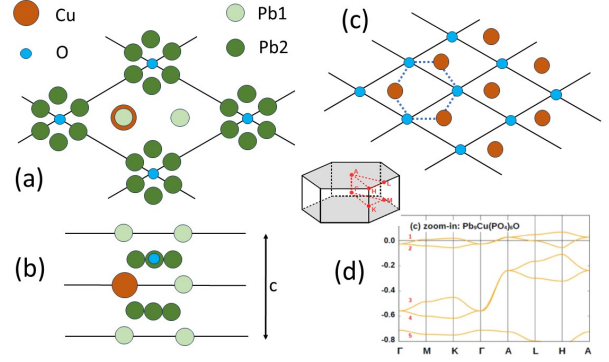 Cu
Pb1
O
Pb2
(a)
(b)
c
(c)
A
L
H
M
K
(d)
(c) zoom-in: Pb₉Cu(PO₄)₆O
0.0
-0.2
-0.4
-0.6
-0.8
1
2
3
4
5
Γ M K Γ A L H A